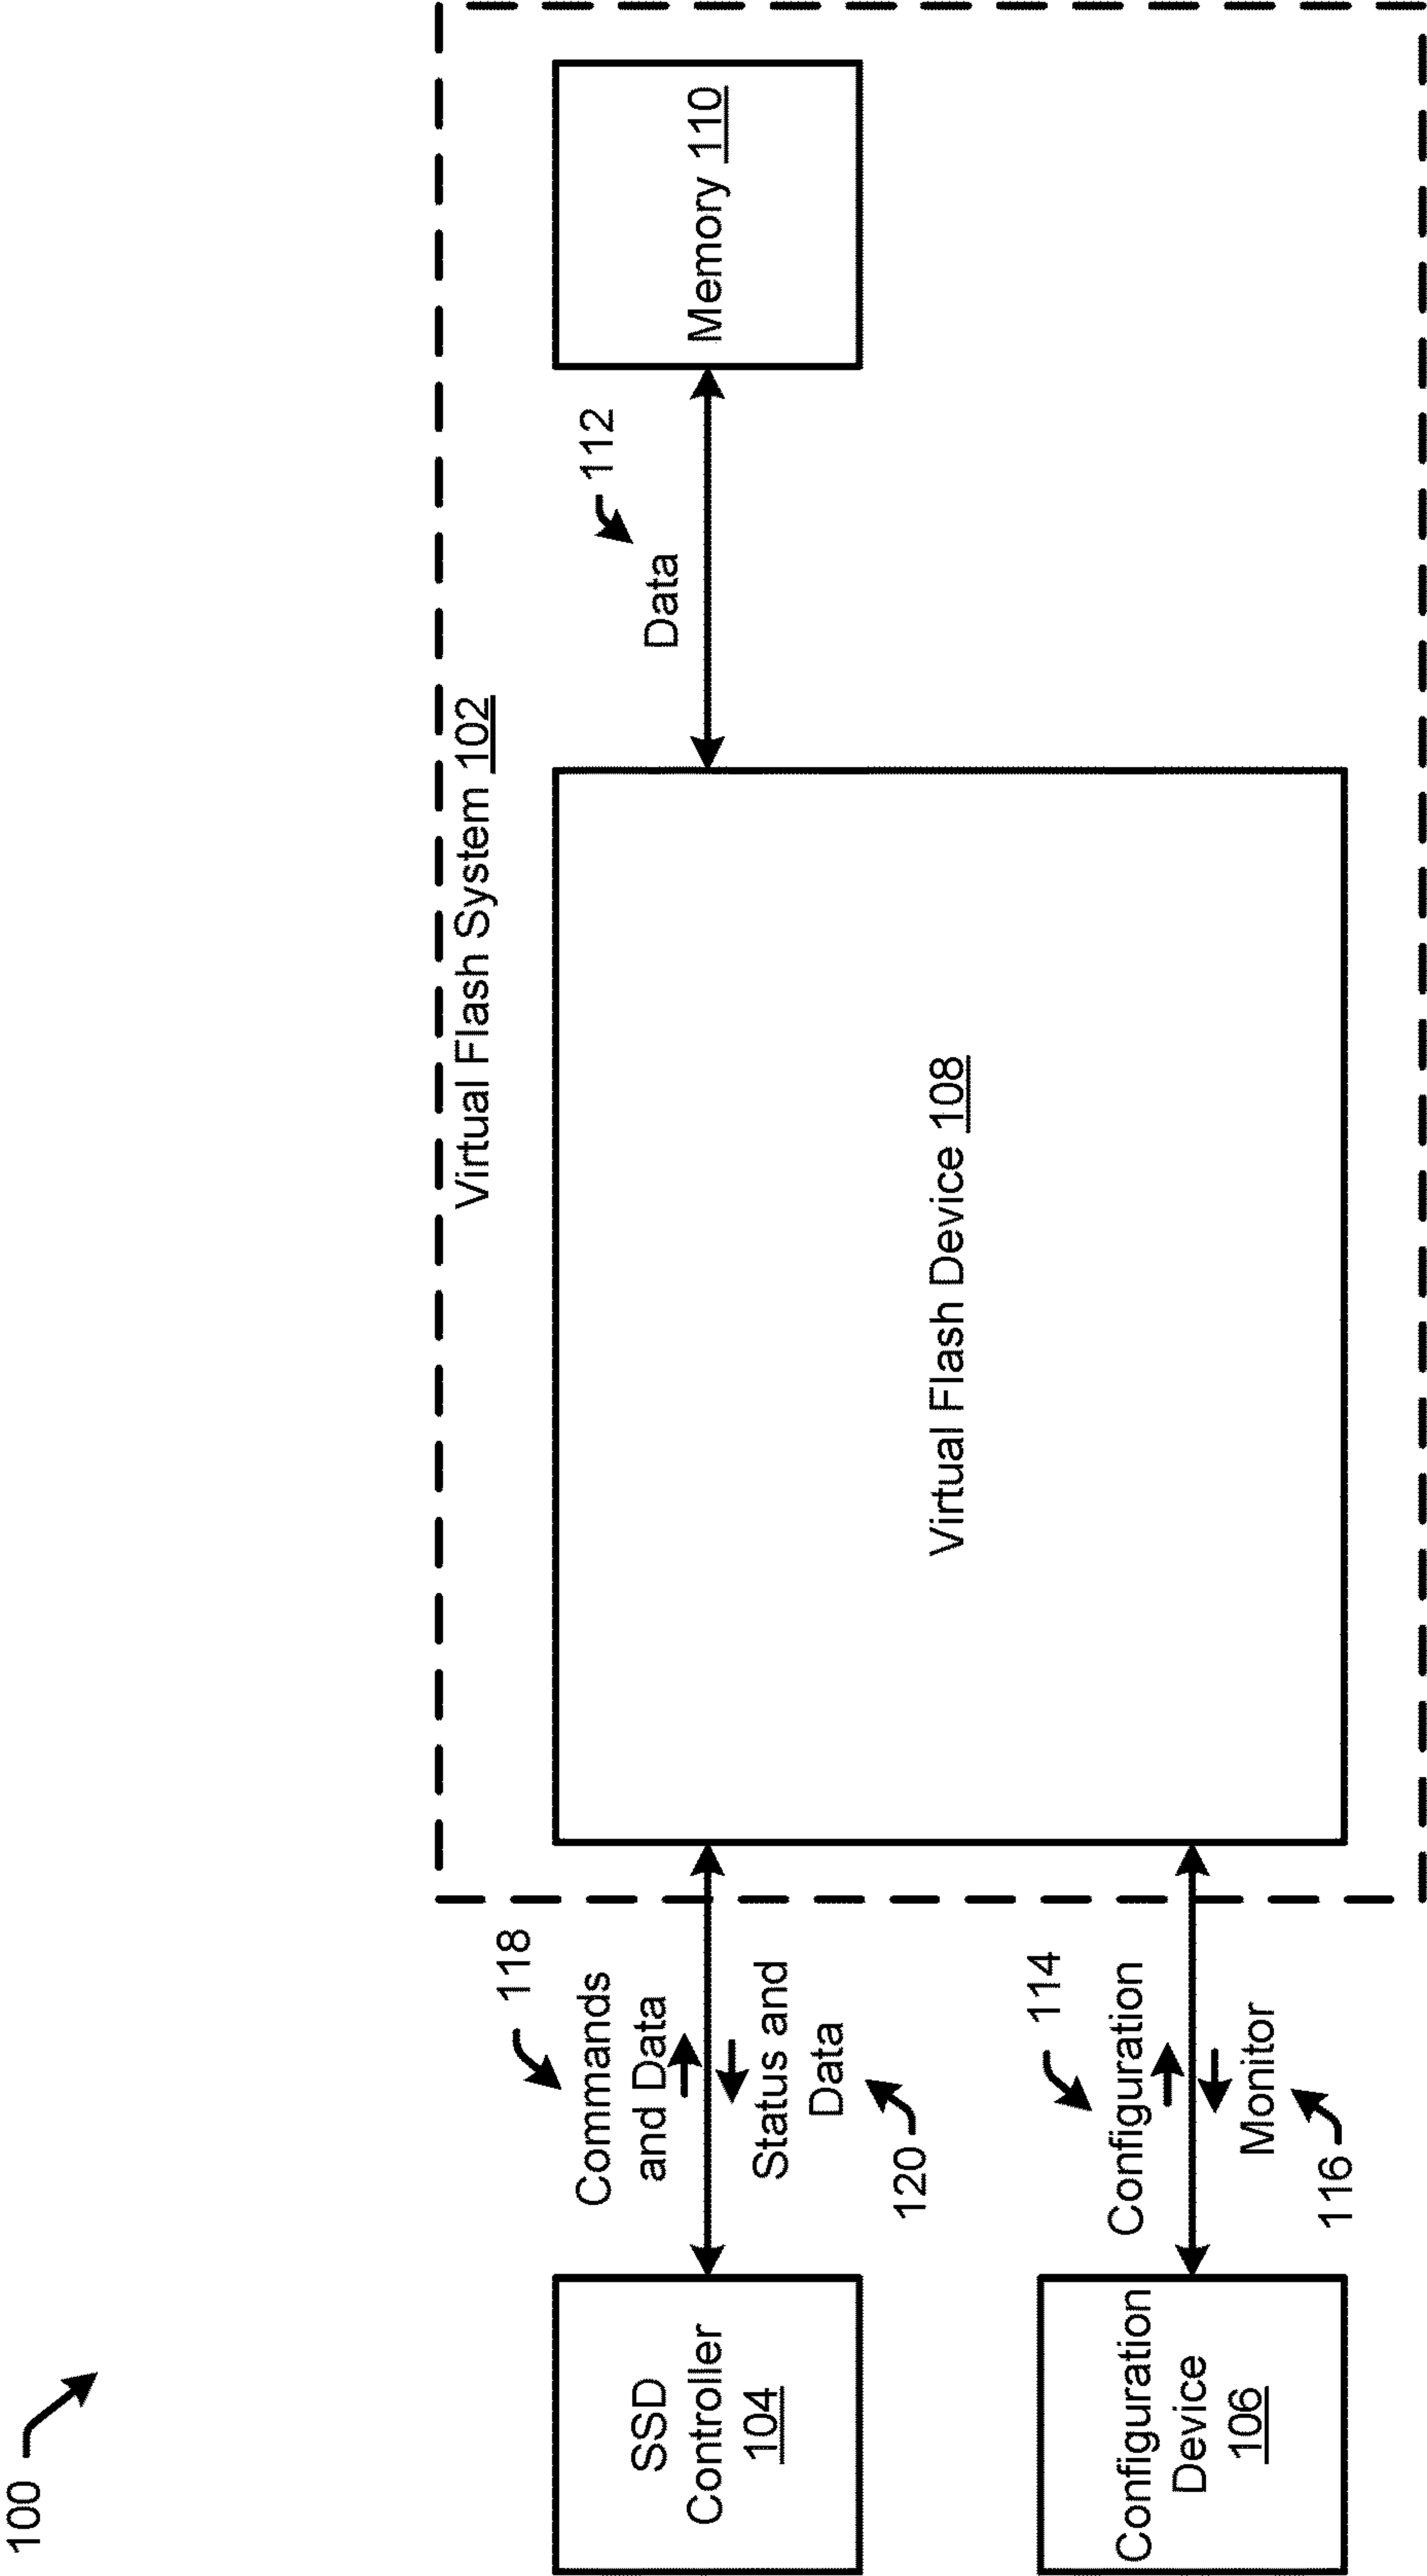 100
Virtual Flash System 102
SSD
Controller
104
118
Commands
and Data
Status and
Data
120
Virtual Flash Device 108
112
Data
Memory 110
Configuration
Device
106
114
Configuration
Monitor
116